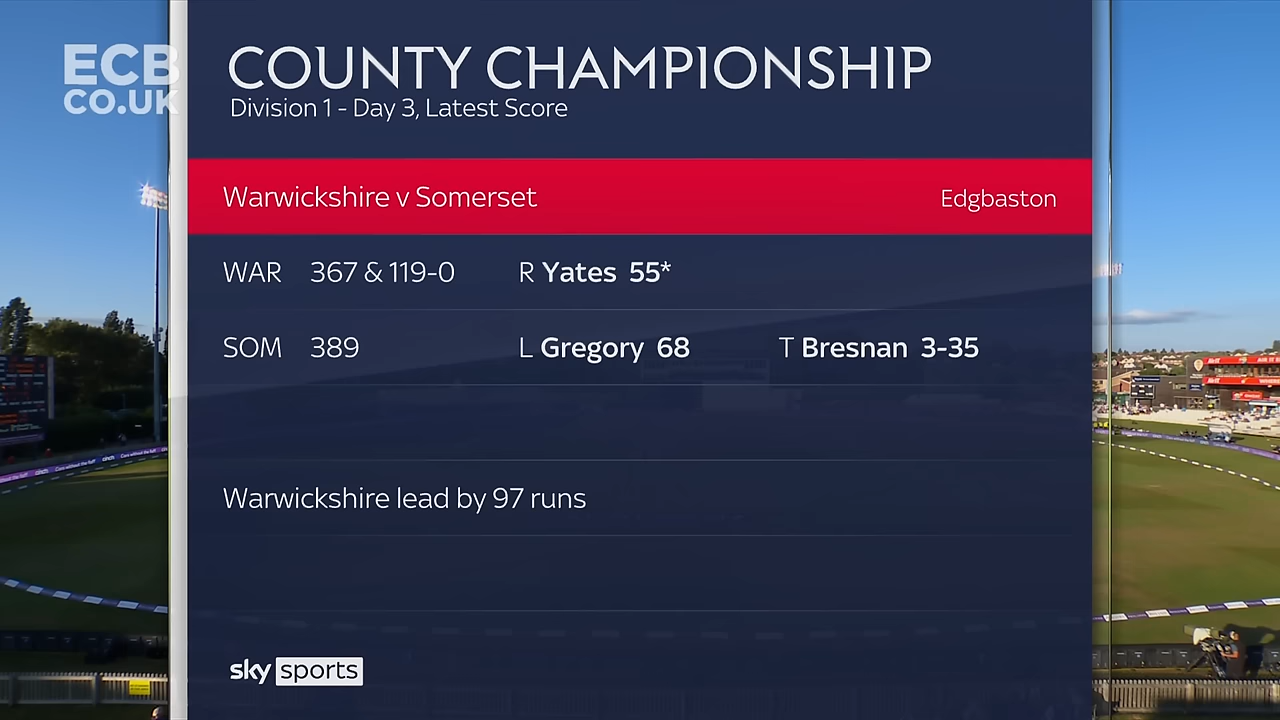 ECB
CO.UK
COUNTY CHAMPIONSHIP
Division 1 - Day 3, Latest Score
Warwickshire v Somerset Edgbaston
WAR 367 & 119-0 R Yates 55*
SOM 389 L Gregory 68 T Bresnan 3-35
Warwickshire lead by 97 runs
sky sports
cinch